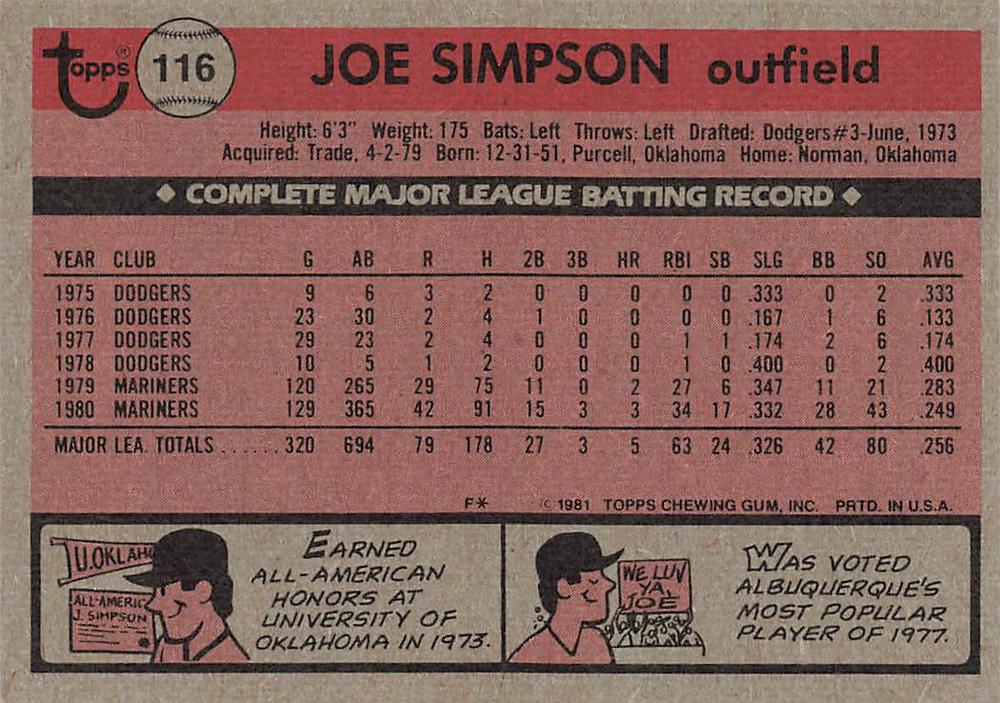 Topps® 116 JOE SIMPSON outfield
Height: 6'3" Weight: 175 Bats: Left Throws: Left Drafted: Dodgers#3-June, 1973
Acquired: Trade, 4-2-79 Born: 12-31-51, Purcell, Oklahoma Home: Norman, Oklahoma
◆ COMPLETE MAJOR LEAGUE BATTING RECORD ◆
YEAR CLUB G AB R H 2B 3B HR RBI SB SLG BB SO AVG
1975 DODGERS 9 6 3 2 0 0 0 0 0 .333 0 2 .333
1976 DODGERS 23 30 2 4 1 0 0 0 0 .167 1 6 .133
1977 DODGERS 29 23 2 4 0 0 0 1 1 .174 2 6 .174
1978 DODGERS 10 5 1 2 0 0 0 1 0 .400 0 2 .400
1979 MARINERS 120 265 29 75 11 0 2 27 6 .347 11 21 .283
1980 MARINERS 129 365 42 91 15 3 3 34 17 .332 28 43 .249
MAJOR LEA. TOTALS ...... 320 694 79 178 27 3 5 63 24 .326 42 80 .256
F* © 1981 TOPPS CHEWING GUM, INC. PRTD. IN U.S.A.
U.OKLAHO
ALL-AMERIC
J. SIMPSON
EARNED
ALL-AMERICAN
HONORS AT
UNIVERSITY OF
OKLAHOMA IN 1973.
WE LUV
YA,
JOE
WAS VOTED
ALBUQUERQUE'S
MOST POPULAR
PLAYER OF 1977.